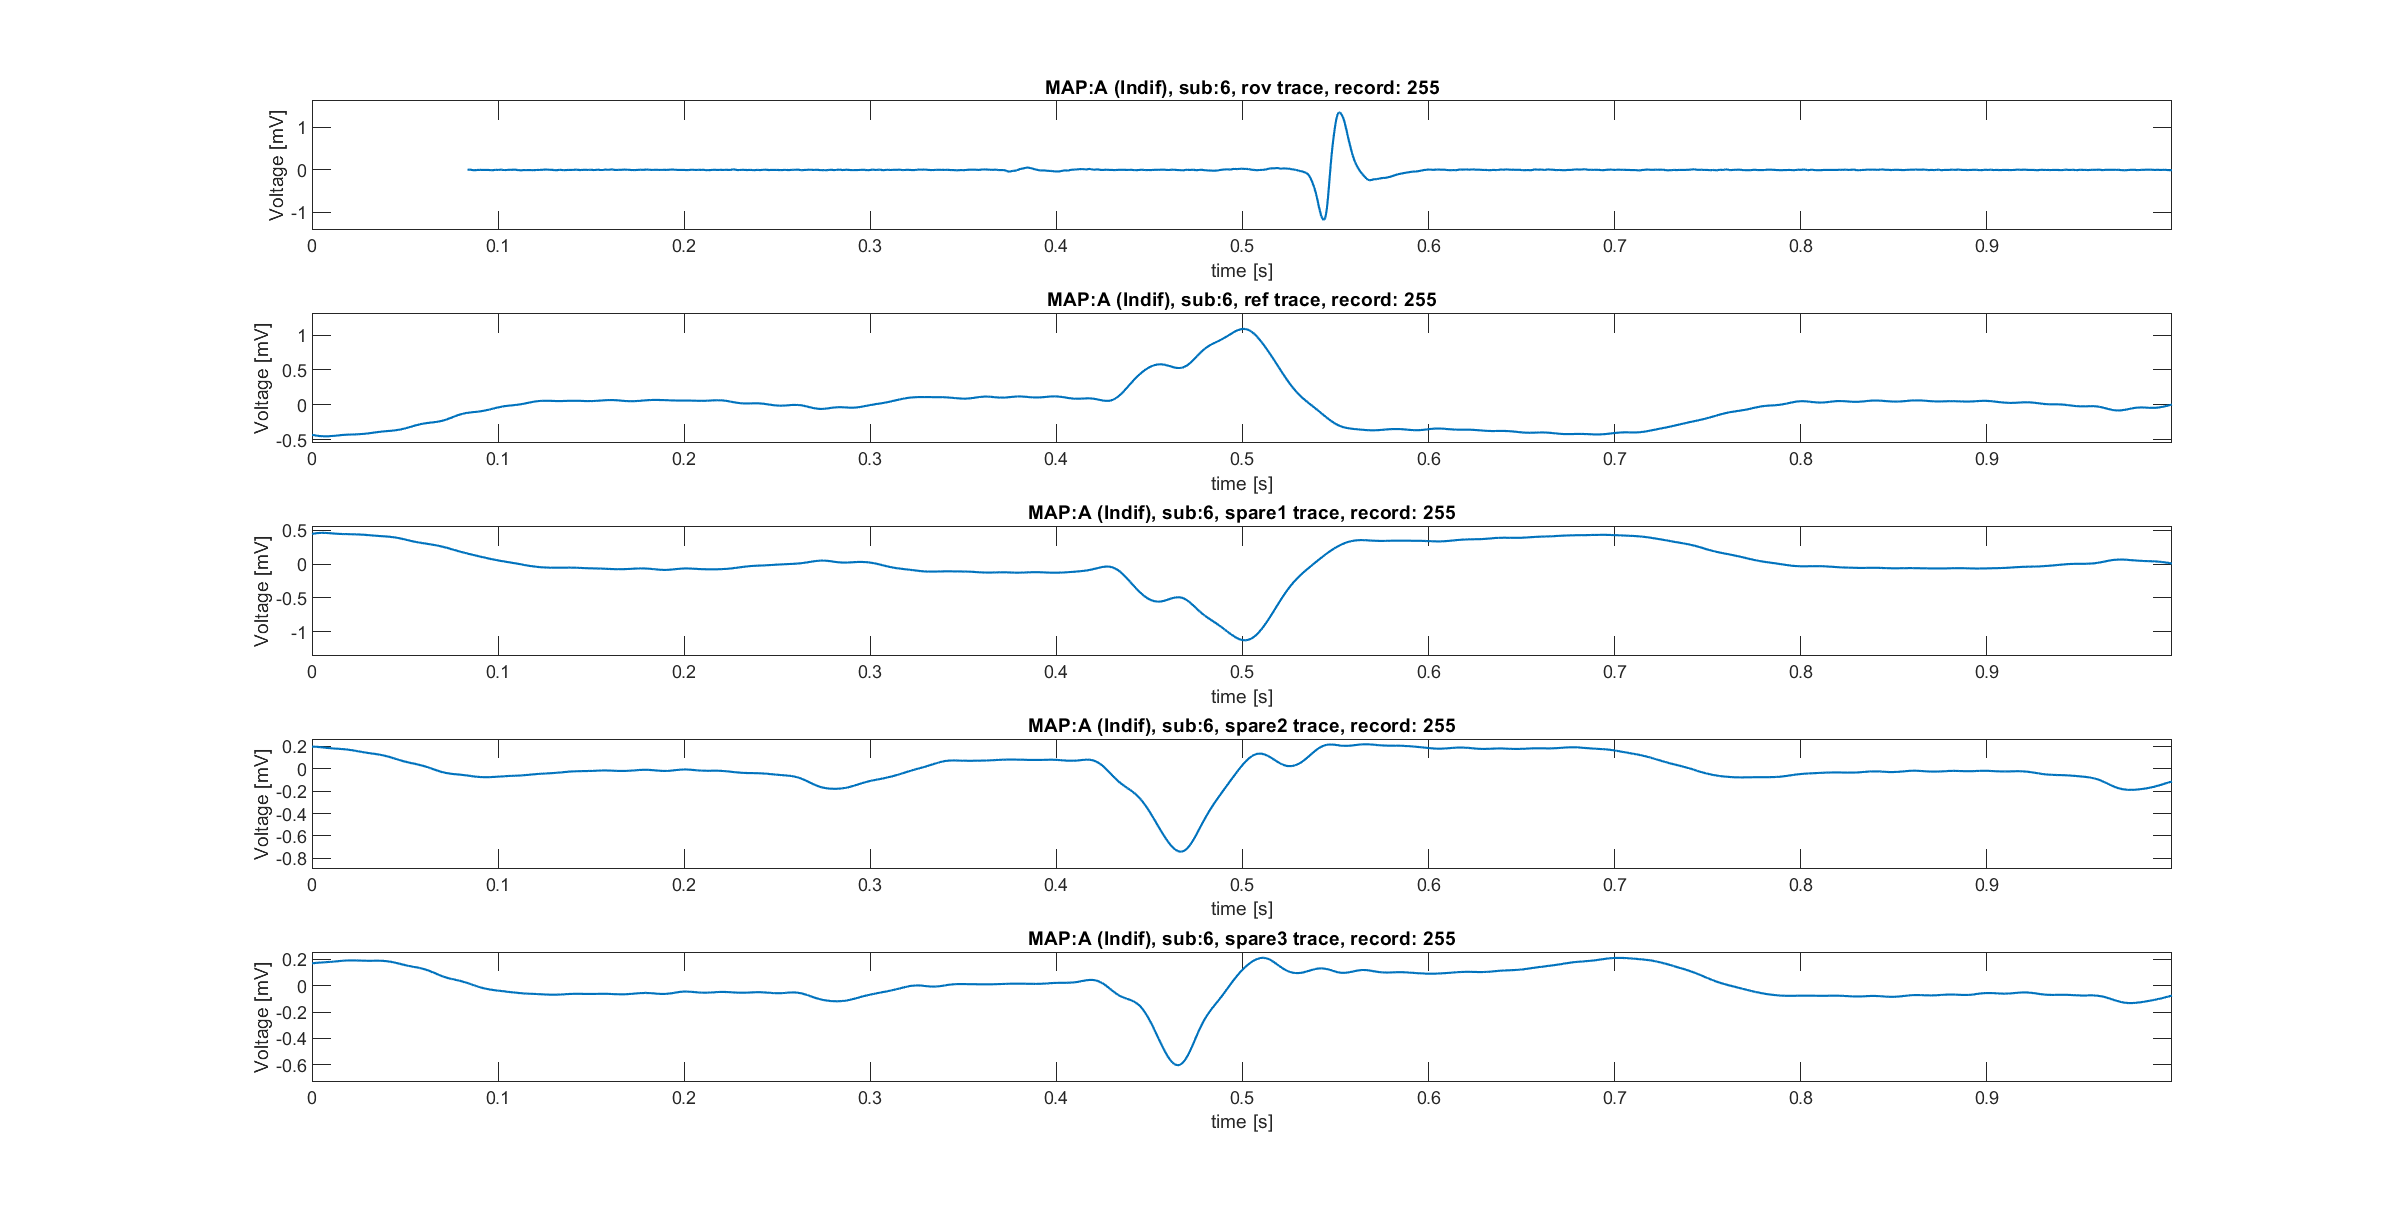 MAP:A (Indif), sub:6, rov trace, record: 255
Voltage [mV]
1
0
-1
0 0.1 0.2 0.3 0.4 0.5 0.6 0.7 0.8 0.9
time [s]
MAP:A (Indif), sub:6, ref trace, record: 255
Voltage [mV]
1
0.5
0
-0.5
0 0.1 0.2 0.3 0.4 0.5 0.6 0.7 0.8 0.9
time [s]
MAP:A (Indif), sub:6, spare1 trace, record: 255
Voltage [mV]
0.5
0
-0.5
-1
0 0.1 0.2 0.3 0.4 0.5 0.6 0.7 0.8 0.9
time [s]
MAP:A (Indif), sub:6, spare2 trace, record: 255
Voltage [mV]
0.2
0
-0.2
-0.4
-0.6
-0.8
0 0.1 0.2 0.3 0.4 0.5 0.6 0.7 0.8 0.9
time [s]
MAP:A (Indif), sub:6, spare3 trace, record: 255
Voltage [mV]
0.2
0
-0.2
-0.4
-0.6
0 0.1 0.2 0.3 0.4 0.5 0.6 0.7 0.8 0.9
time [s]